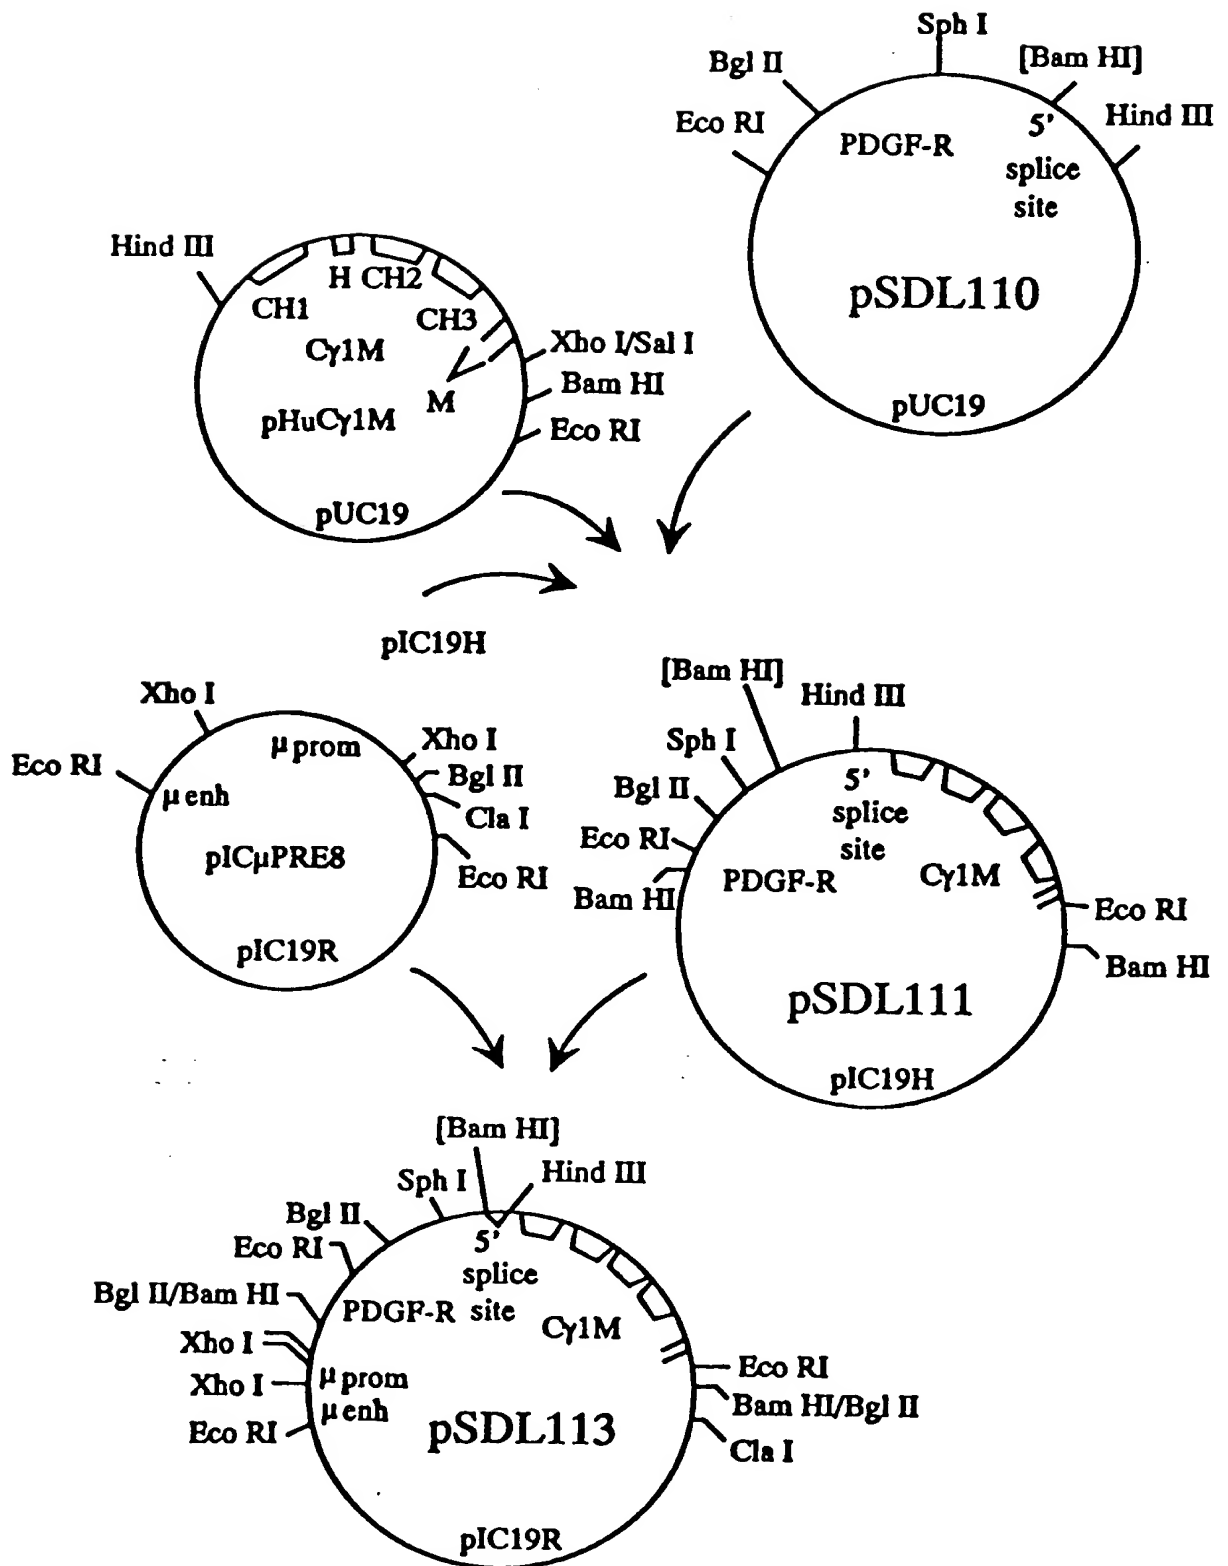 Sph I
Bgl II
[Bam HI]
Eco RI
Hind III
PDGF-R
5'
splice
site
pSDL110
pUC19
Hind III
H CH2
CH1
CH3
Cγ1M
Xho I/Sal I
M
Bam HI
pHuCγ1M
Eco RI
pUC19
pIC19H
Xho I
μ prom
Xho I
Eco RI
Bgl II
μ enh
Cla I
pICμPRE8
Eco RI
pIC19R
[Bam HI]
Hind III
Sph I
5'
Bgl II
splice
Eco RI
site
PDGF-R
Cγ1M
Bam HI
Eco RI
Bam HI
pSDL111
pIC19H
[Bam HI]
Sph I
Hind III
Bgl II
5'
Eco RI
splice
Bgl II/Bam HI
PDGF-R site
Cγ1M
Xho I
Eco RI
Xho I
μ prom
Bam HI/Bgl II
μ enh
Eco RI
pSDL113
Cla I
pIC19R